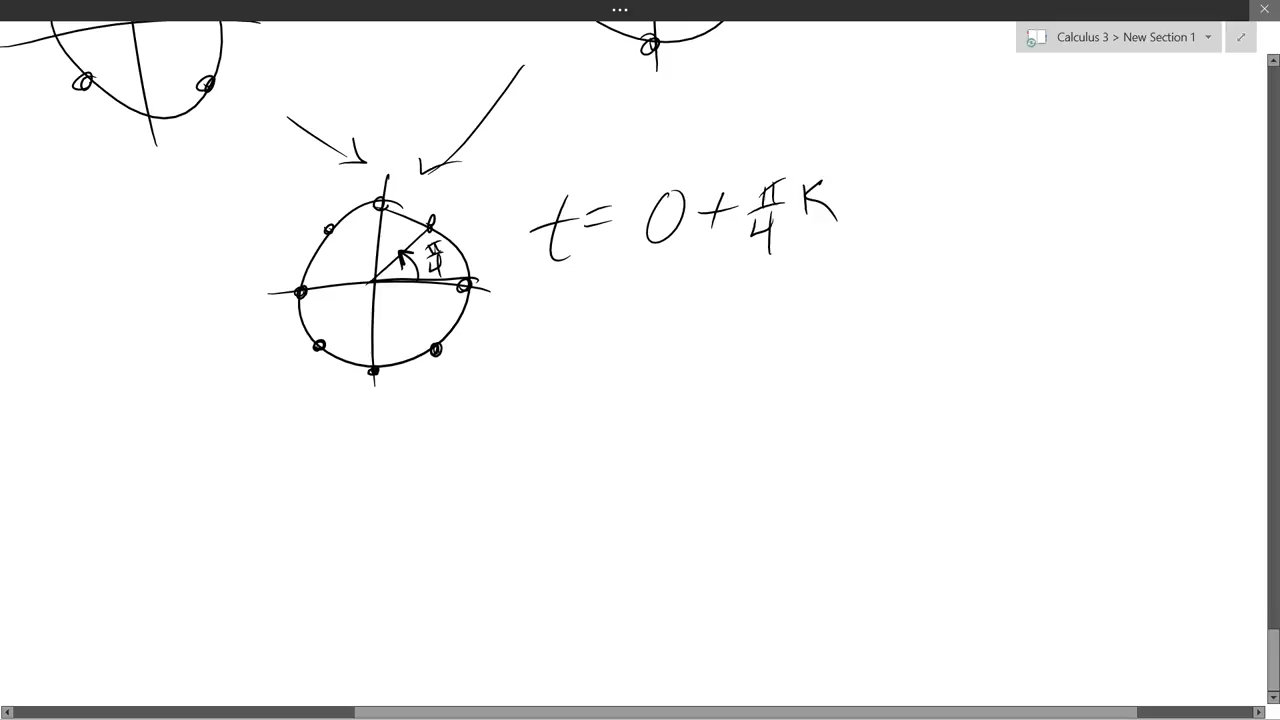 Calculus 3 > New Section 1
t = 0 + π/4 K
π/4